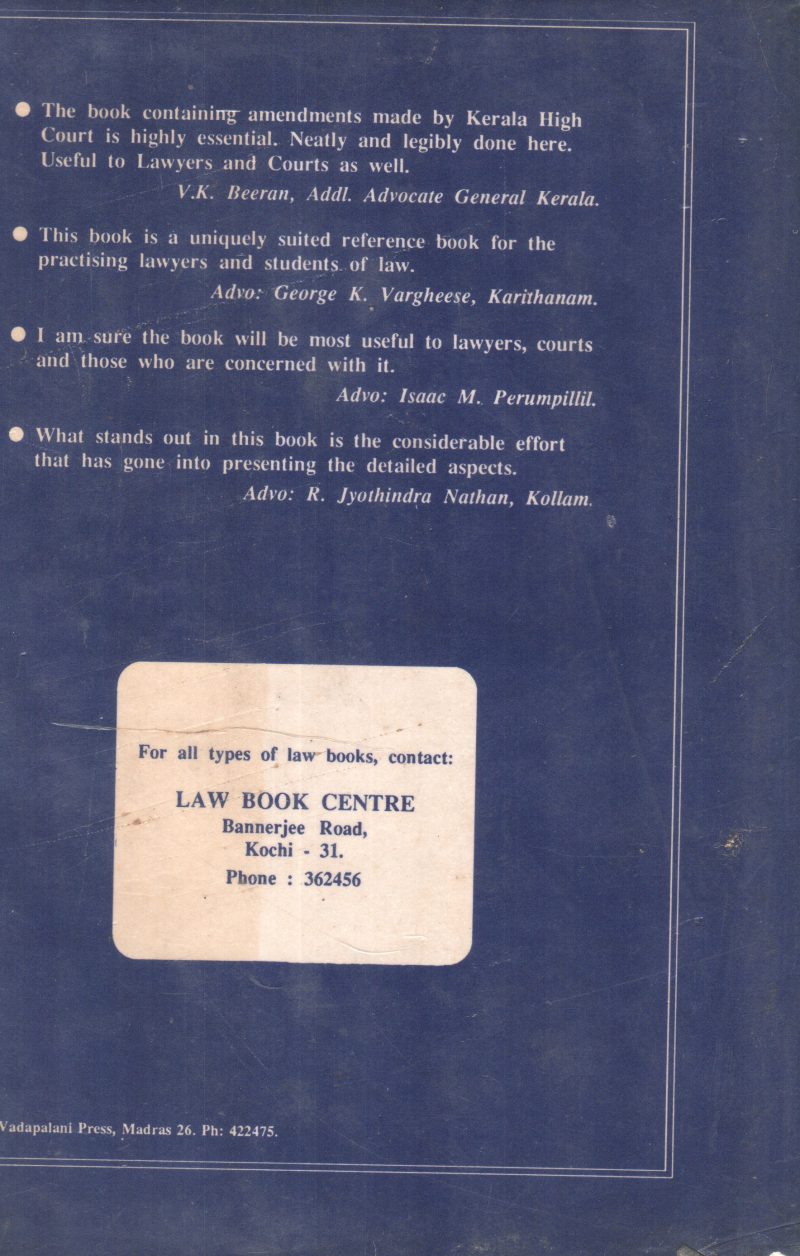 ● The book containing amendments made by Kerala High
Court is highly essential. Neatly and legibly done here.
Useful to Lawyers and Courts as well.
V.K. Beeran, Addl. Advocate General Kerala.
● This book is a uniquely suited reference book for the
practising lawyers and students of law.
Advo: George K. Vargheese, Karithanam.
● I am sure the book will be most useful to lawyers, courts
and those who are concerned with it.
Advo: Isaac M. Perumpillil.
● What stands out in this book is the considerable effort
that has gone into presenting the detailed aspects.
Advo: R. Jyothindra Nathan, Kollam.
For all types of law books, contact:
LAW BOOK CENTRE
Bannerjee Road,
Kochi - 31.
Phone : 362456
Vadapalani Press, Madras 26. Ph: 422475.